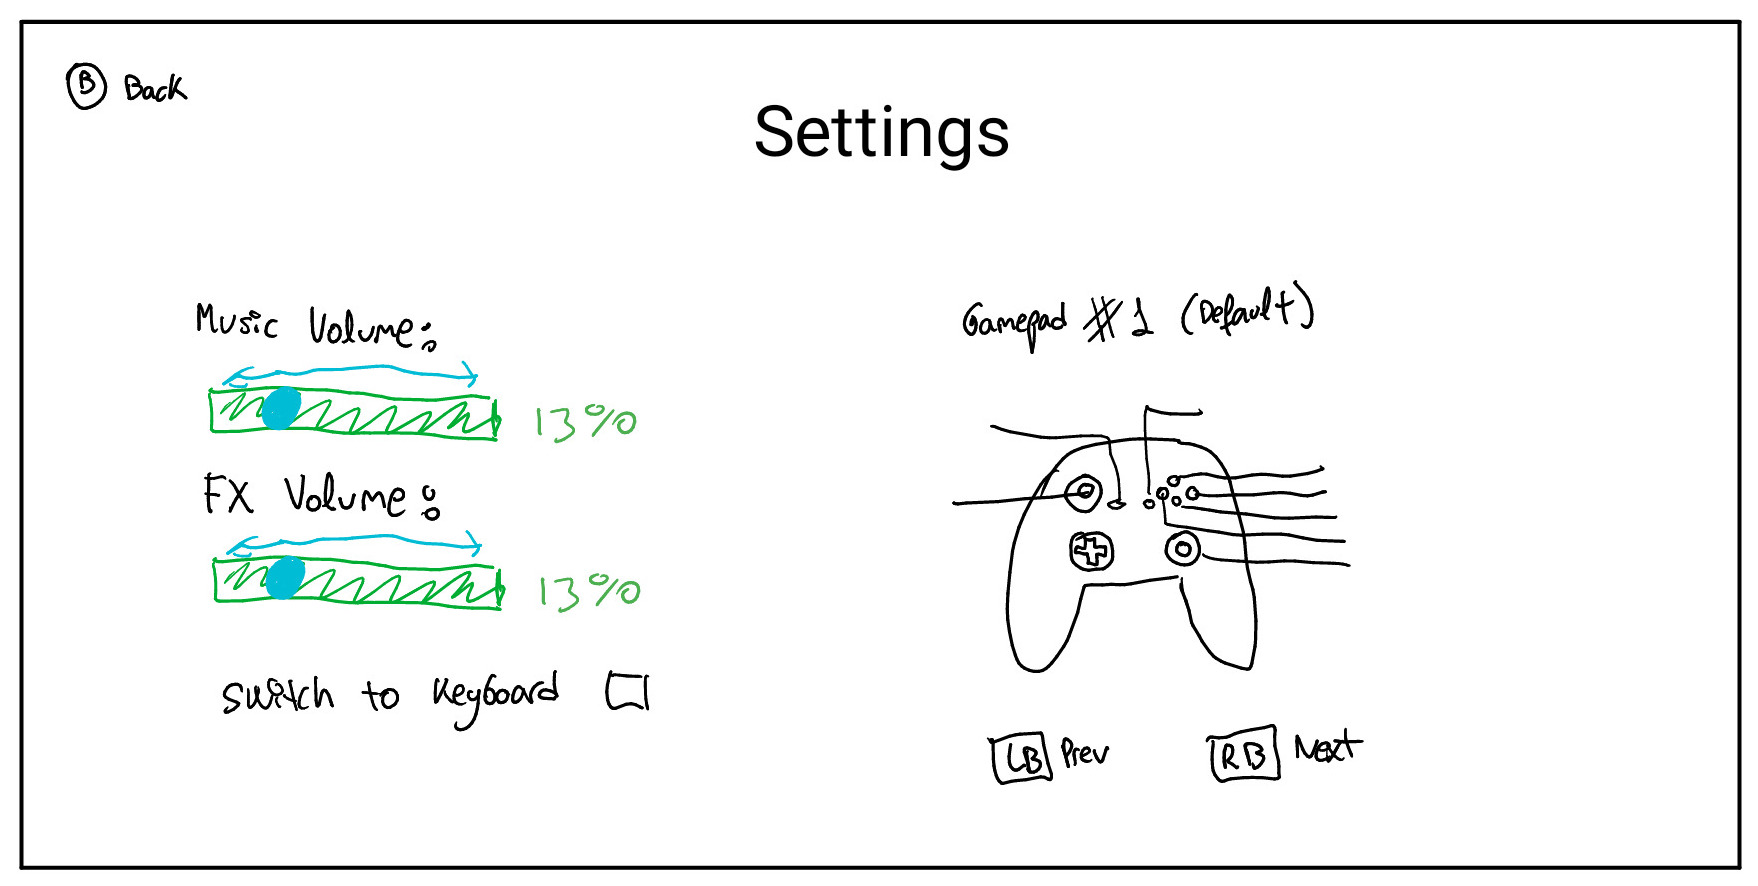 B Back
Settings
Music Volume:
13%
FX Volume:
13%
Switch to Keyboard
Gamepad #1 (Default)
LB Prev
RB Next